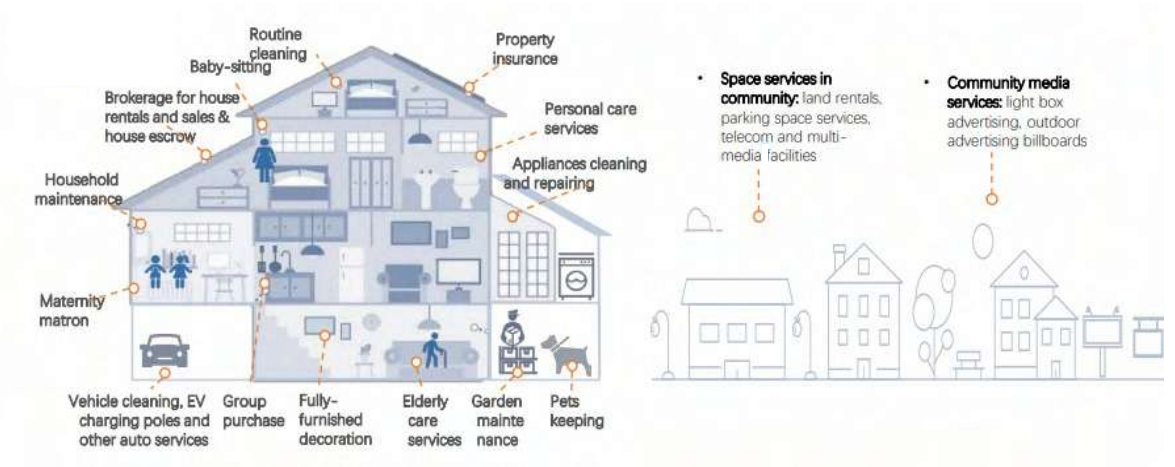 Routine
cleaning
Baby-sitting
Brokerage for house
rentals and sales &
house escrow
Household
maintenance
Maternity
matron
Property
insurance
Personal care
services
Appliances cleaning
and repairing
Vehicle cleaning, EV
charging poles and
other auto services
Group
purchase
Fully-
furnished
decoration
Elderly
care
services
Garden
mainte
nance
Pets
keeping
• Space services in
community: land rentals,
parking space services,
telecom and multi-
media facilities
• Community media
services: light box
advertising, outdoor
advertising billboards